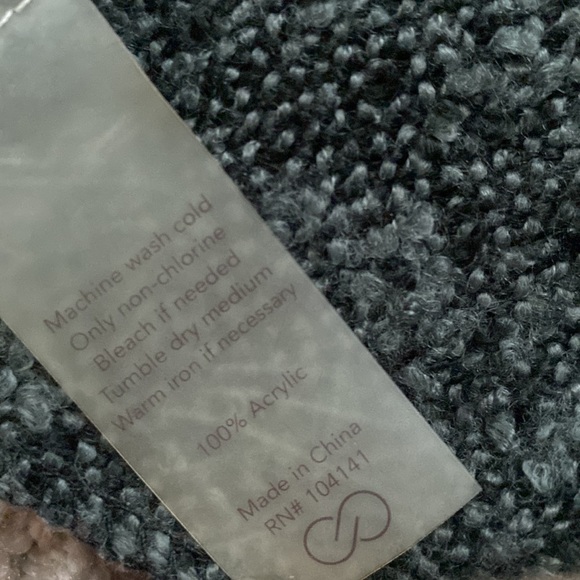 Machine wash cold
Only non-chlorine
Bleach if needed
Tumble dry medium
Warm iron if necessary
100% Acrylic
Made in China
RN# 104141